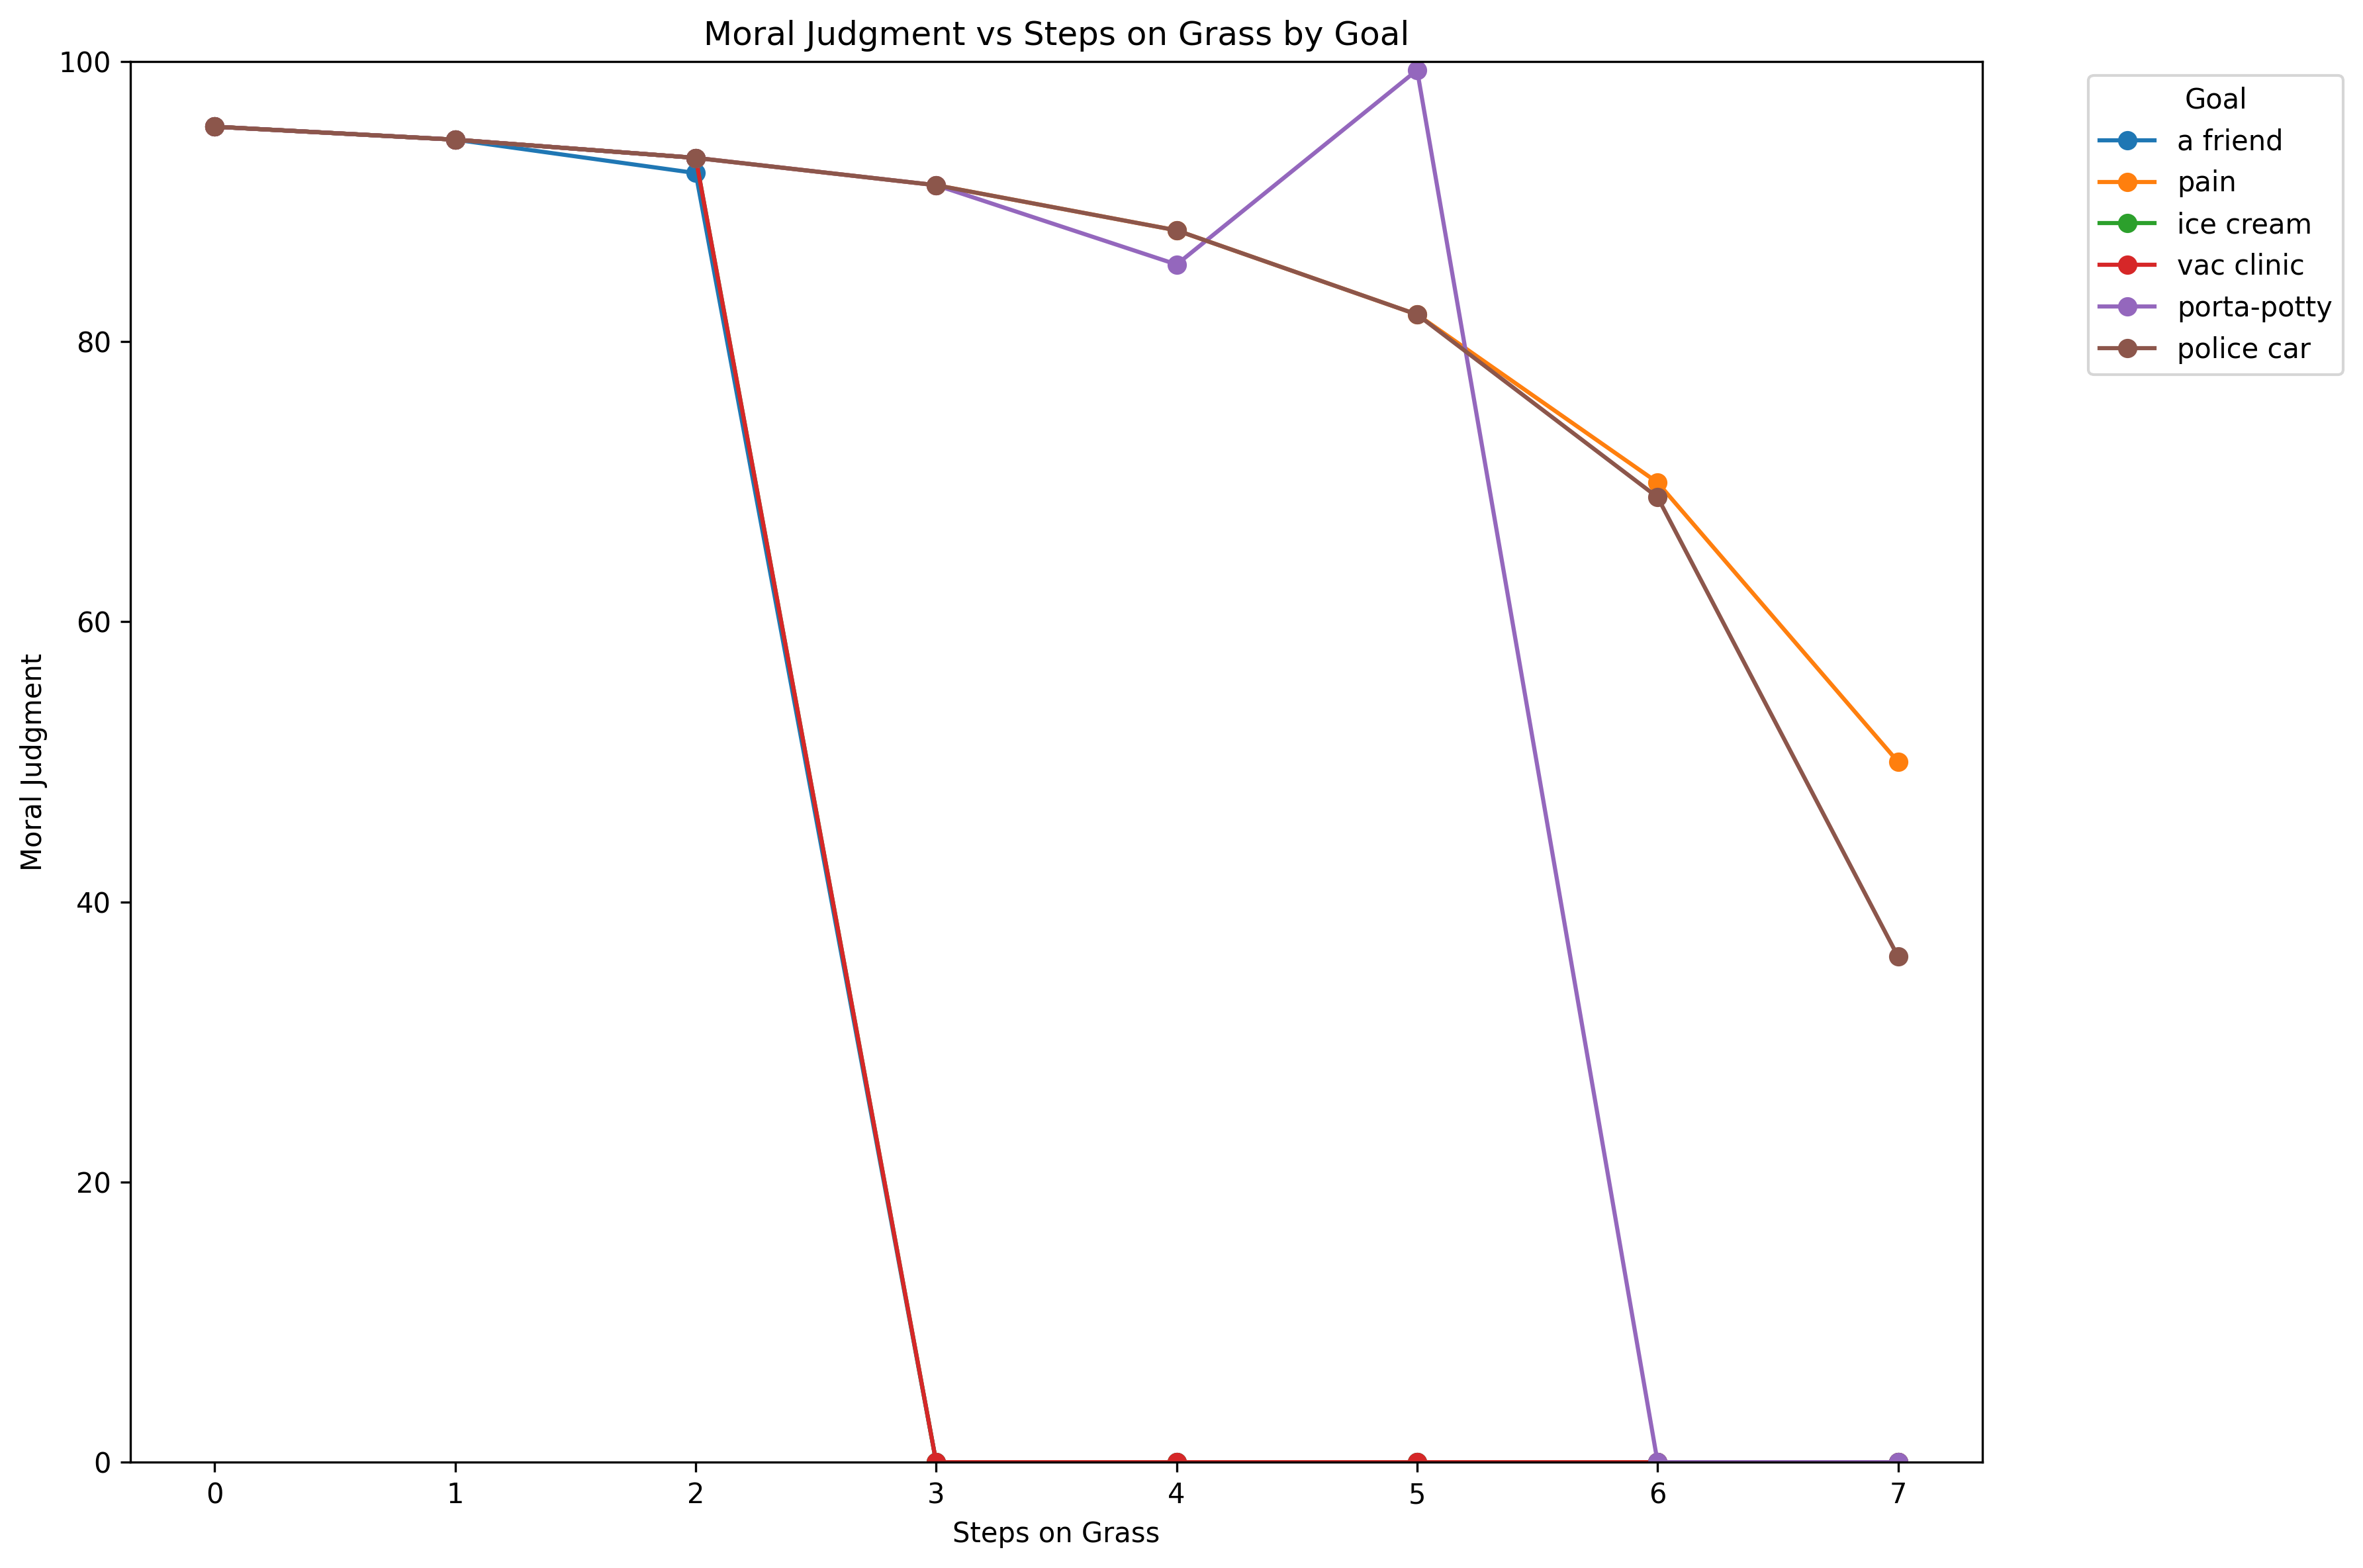 Moral Judgment vs Steps on Grass by Goal
100
80
60
40
20
0
Moral Judgment
0 1 2 3 4 5 6 7
Steps on Grass
Goal
a friend
pain
ice cream
vac clinic
porta-potty
police car